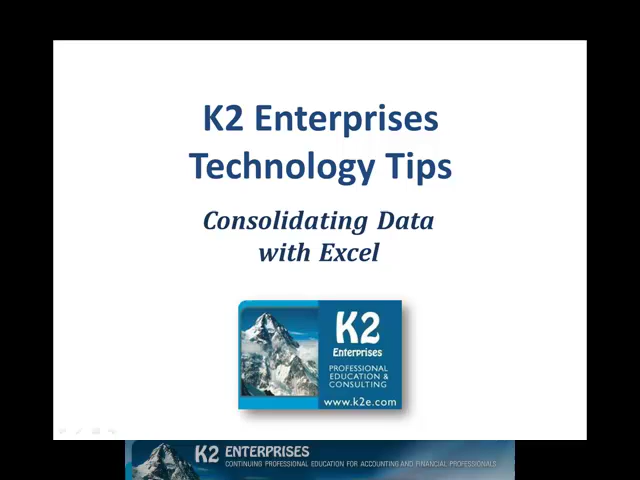 K2 Enterprises
Technology Tips
Consolidating Data
with Excel
K2
Enterprises
PROFESSIONAL
EDUCATION &
CONSULTING
www.k2e.com
K2 ENTERPRISES
CONTINUING PROFESSIONAL EDUCATION FOR ACCOUNTING AND FINANCIAL PROFESSIONALS